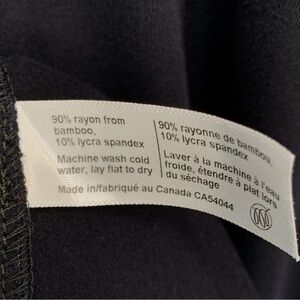 90% rayon from
bamboo,
10% lycra spandex
Machine wash cold
water, lay flat to dry
90% rayonne de bambou,
10% lycra spandex
Laver à la machine à l'eau
froide, étendre à plat lors
du séchage
Made in/fabriqué au Canada CA54044